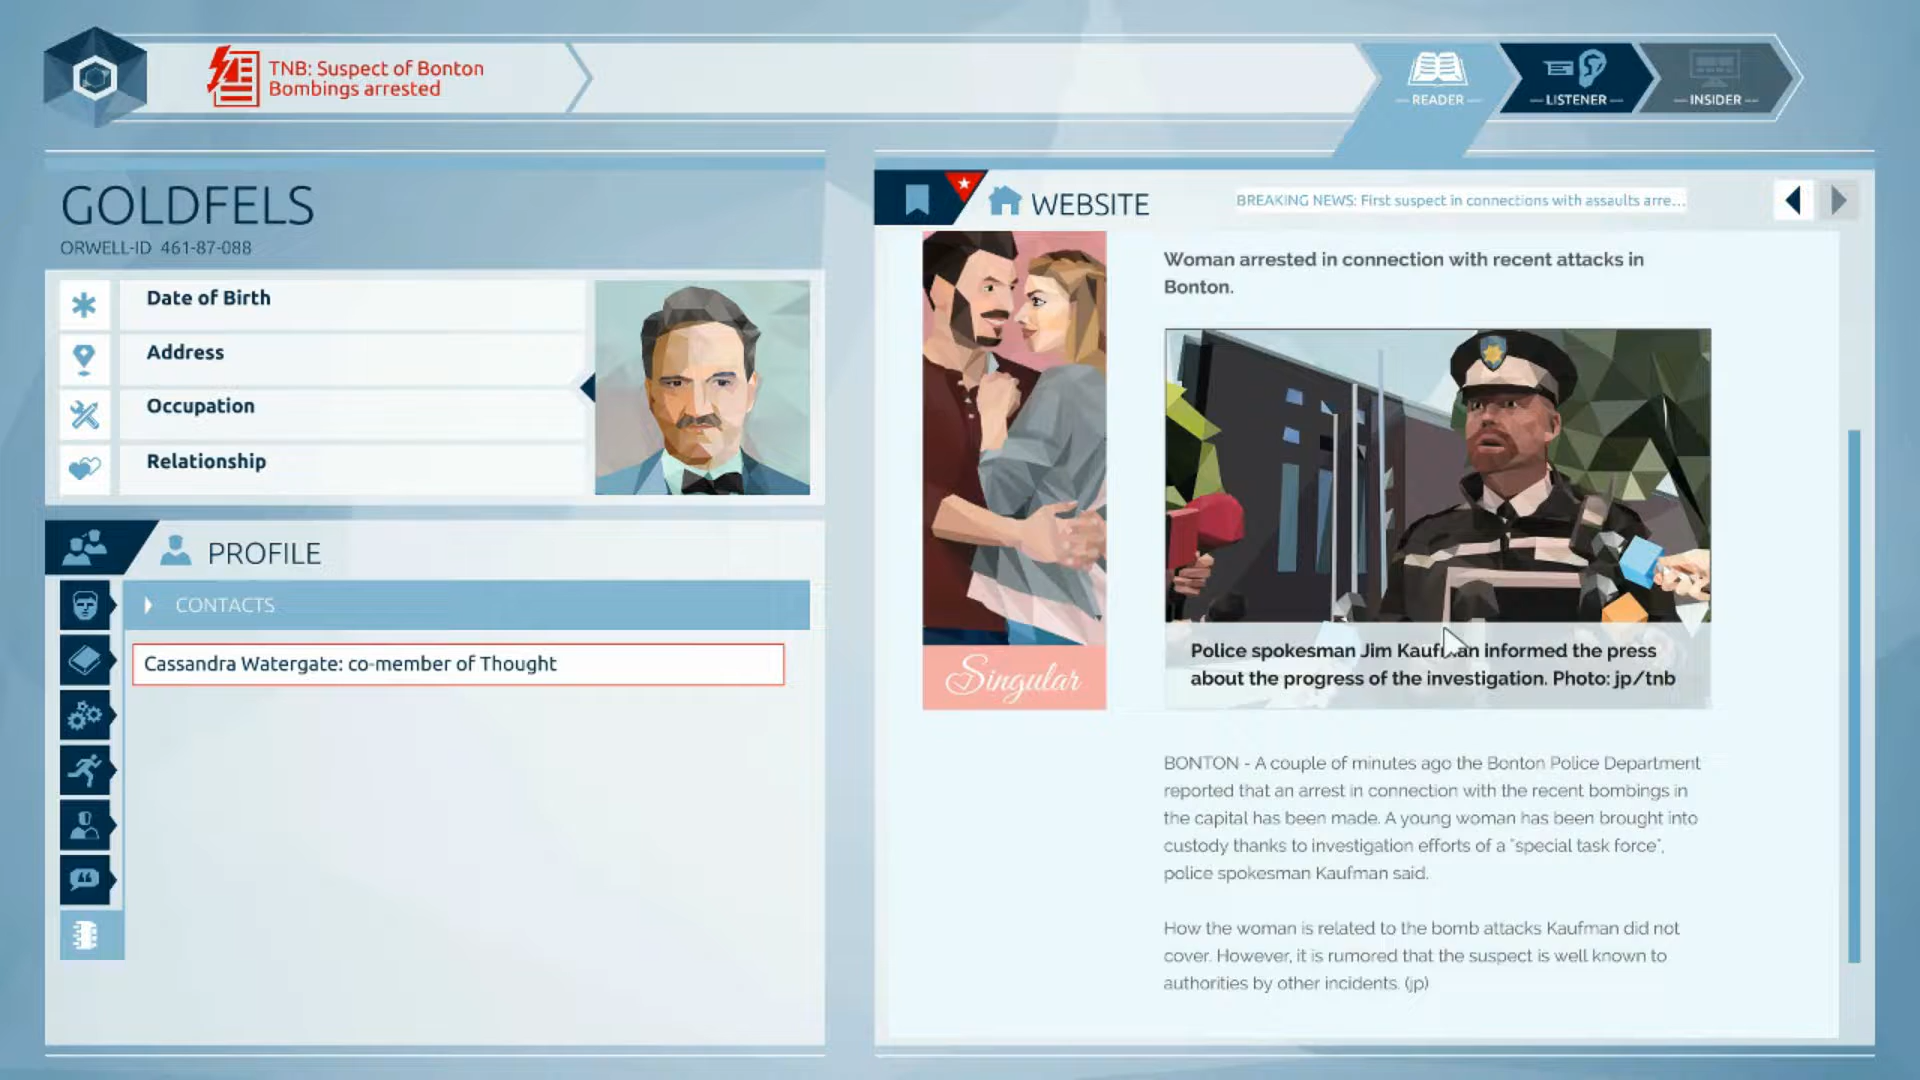 TNB: Suspect of Bonton
Bombings arrested
READER
LISTENER
INSIDER
GOLDFELS
ORWELL-ID 461-87-088
Date of Birth
Address
Occupation
Relationship
PROFILE
CONTACTS
Cassandra Watergate: co-member of Thought
WEBSITE
BREAKING NEWS: First suspect in connections with assaults arre...
Singular
Woman arrested in connection with recent attacks in
Bonton.
Police spokesman Jim Kaufman informed the press
about the progress of the investigation. Photo: jp/tnb
BONTON - A couple of minutes ago the Bonton Police Department
reported that an arrest in connection with the recent bombings in
the capital has been made. A young woman has been brought into
custody thanks to investigation efforts of a "special task force",
police spokesman Kaufman said.
How the woman is related to the bomb attacks Kaufman did not
cover. However, it is rumored that the suspect is well known to
authorities by other incidents. (jp)